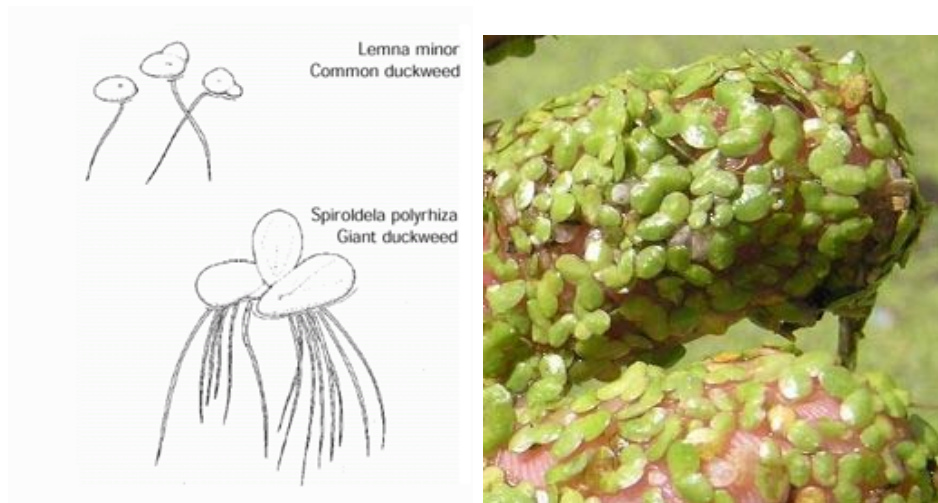 Lemna minor
Common duckweed
Spiroldela polyrhiza
Giant duckweed